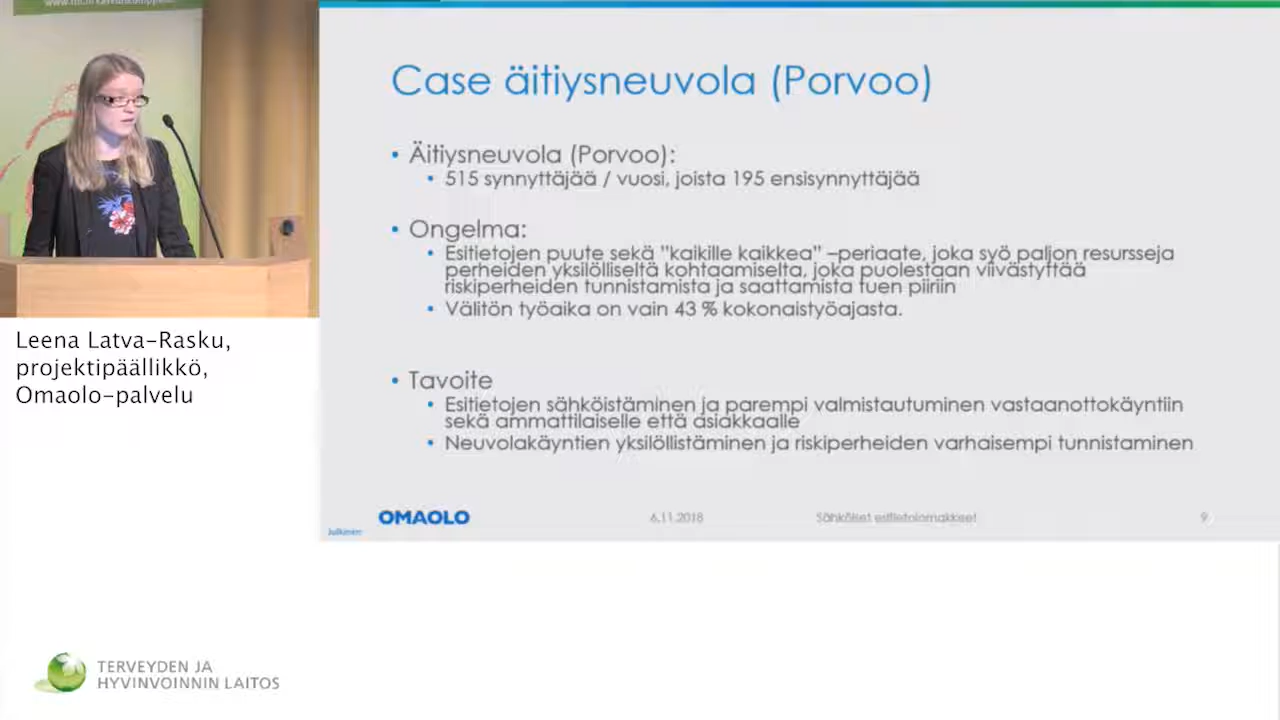 Case äitiysneuvola (Porvoo)
• Äitiysneuvola (Porvoo):
• 515 synnyttäjää / vuosi, joista 195 ensisynnyttäjää
• Ongelma:
• Esitietojen puute sekä "kaikille kaikkea" –periaate, joka syö paljon resursseja
perheiden yksilölliseltä kohtaamiselta, joka puolestaan viivästyttää
riskiperheiden tunnistamista ja saattamista tuen piiriin
• Välitön työaika on vain 43 % kokonaistyöajasta.
• Tavoite
• Esitietojen sähköistäminen ja parempi valmistautuminen vastaanottokäyntiin
sekä ammattilaiselle että asiakkaalle
• Neuvolakäyntien yksilöllistäminen ja riskiperheiden varhaisempi tunnistaminen
Julkinen
OMAOLO
6.11.2018
Sähköiset esitietolomakkeet
9
Leena Latva-Rasku,
projektipäällikkö,
Omaolo-palvelu
TERVEYDEN JA
HYVINVOINNIN LAITOS